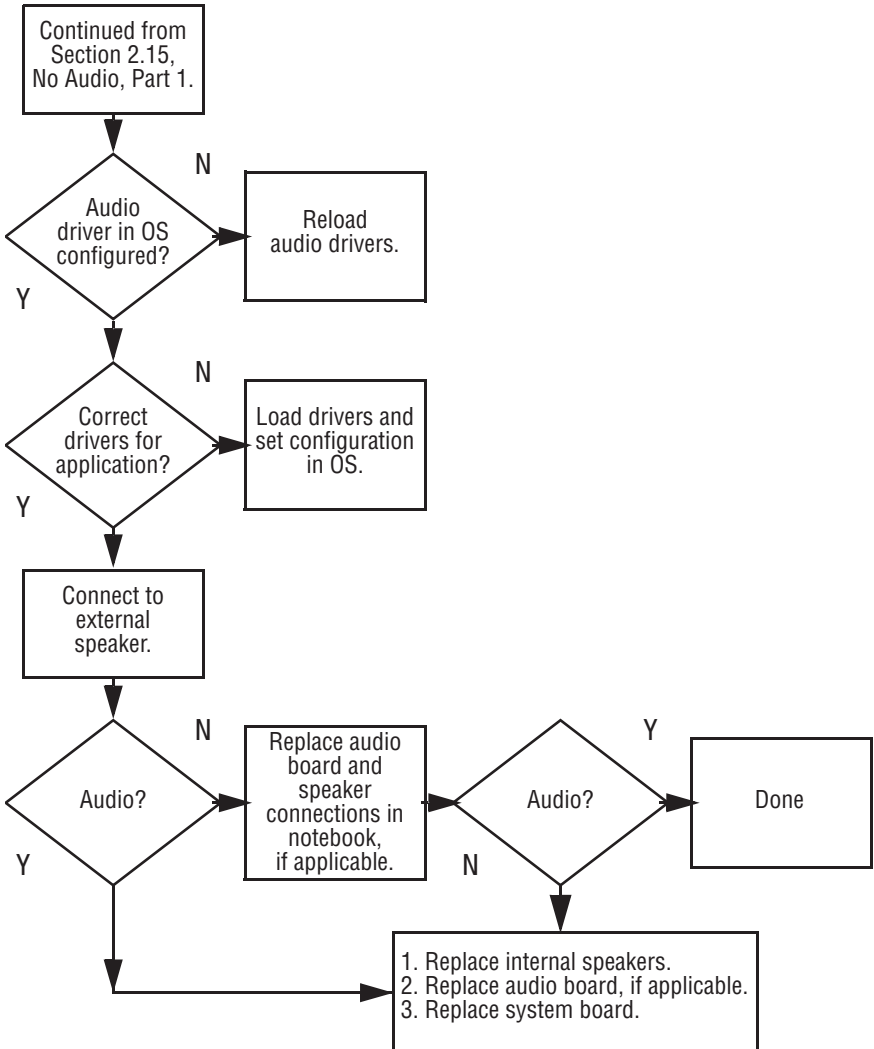 Continued from
Section 2.15,
No Audio, Part 1.
N
Audio
driver in OS
configured?
Reload
audio drivers.
Y
N
Correct
drivers for
application?
Load drivers and
set configuration
in OS.
Y
Connect to
external
speaker.
N
Audio?
Y
Replace audio
board and
speaker
connections in
notebook,
if applicable.
Y
Audio?
N
Done
1. Replace internal speakers.
2. Replace audio board, if applicable.
3. Replace system board.